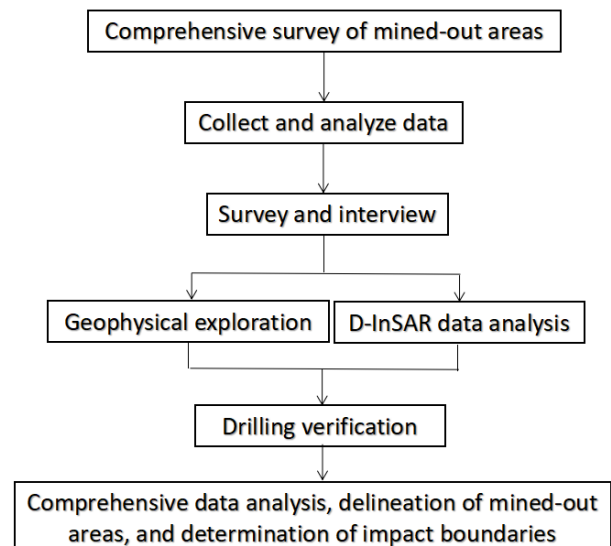 Comprehensive survey of mined-out areas
Collect and analyze data
Survey and interview
Geophysical exploration
D-InSAR data analysis
Drilling verification
Comprehensive data analysis, delineation of mined-out
areas, and determination of impact boundaries